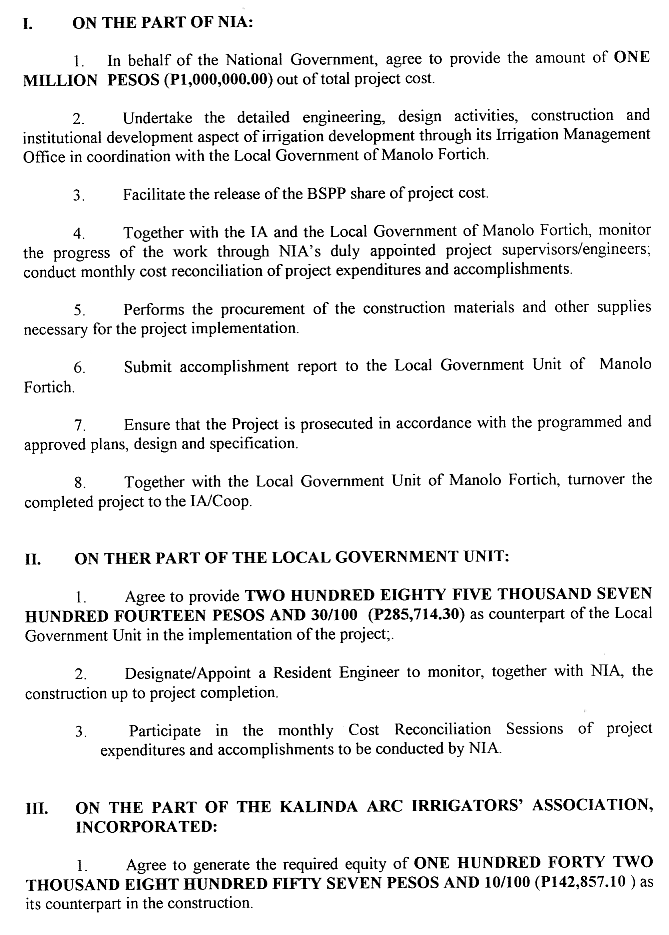 I. ON THE PART OF NIA:
1. In behalf of the National Government, agree to provide the amount of ONE
MILLION PESOS (P1,000,000.00) out of total project cost.
2. Undertake the detailed engineering, design activities, construction and
institutional development aspect of irrigation development through its Irrigation Management
Office in coordination with the Local Government of Manolo Fortich.
3. Facilitate the release of the BSPP share of project cost.
4. Together with the IA and the Local Government of Manolo Fortich, monitor
the progress of the work through NIA's duly appointed project supervisors/engineers;
conduct monthly cost reconciliation of project expenditures and accomplishments.
5. Performs the procurement of the construction materials and other supplies
necessary for the project implementation.
6. Submit accomplishment report to the Local Government Unit of Manolo
Fortich.
7. Ensure that the Project is prosecuted in accordance with the programmed and
approved plans, design and specification.
8. Together with the Local Government Unit of Manolo Fortich, turnover the
completed project to the IA/Coop.
II. ON THER PART OF THE LOCAL GOVERNMENT UNIT:
1. Agree to provide TWO HUNDRED EIGHTY FIVE THOUSAND SEVEN
HUNDRED FOURTEEN PESOS AND 30/100 (P285,714.30) as counterpart of the Local
Government Unit in the implementation of the project;.
2. Designate/Appoint a Resident Engineer to monitor, together with NIA, the
construction up to project completion.
3. Participate in the monthly Cost Reconciliation Sessions of project
expenditures and accomplishments to be conducted by NIA.
III. ON THE PART OF THE KALINDA ARC IRRIGATORS' ASSOCIATION,
INCORPORATED:
1. Agree to generate the required equity of ONE HUNDRED FORTY TWO
THOUSAND EIGHT HUNDRED FIFTY SEVEN PESOS AND 10/100 (P142,857.10 ) as
its counterpart in the construction.